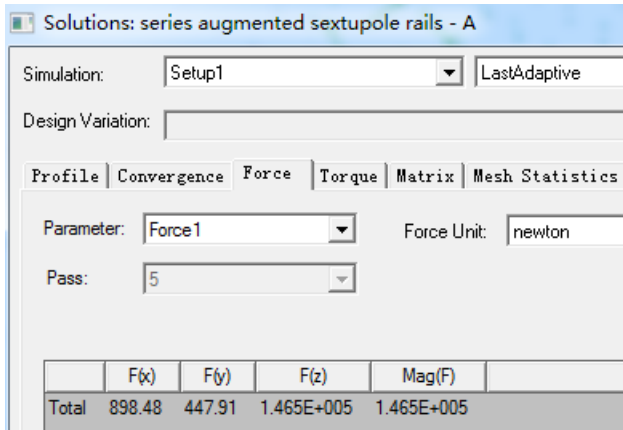 Solutions: series augmented sextupole rails - A
Simulation: Setup1 LastAdaptive
Design Variation:
Profile Convergence Force Torque Matrix Mesh Statistics
Parameter: Force1 Force Unit: newton
Pass: 5
F(x) F(y) F(z) Mag(F)
Total 898.48 447.91 1.465E+005 1.465E+005